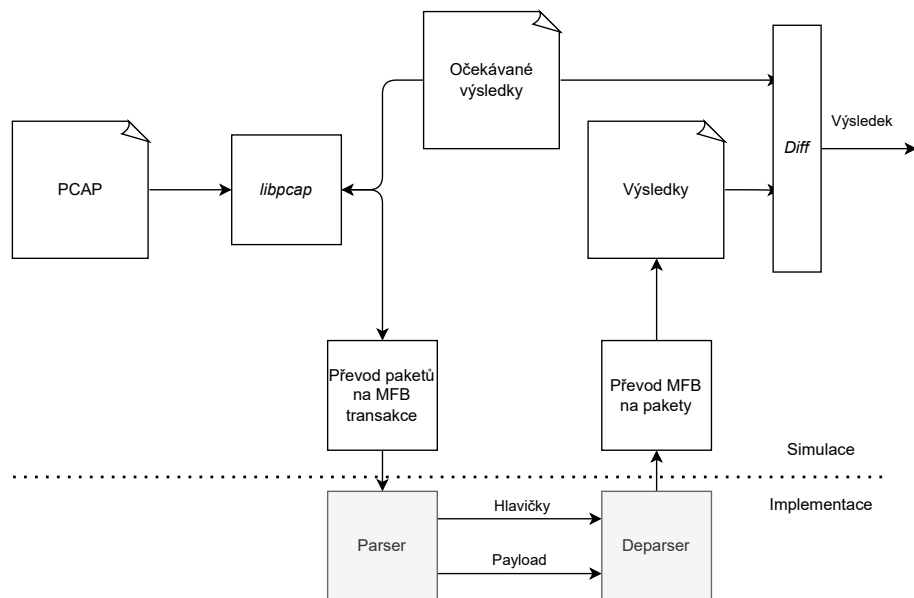 Očekávané
výsledky
Výsledek
PCAP
libpcap
Výsledky
Diff
Převod paketů
na MFB
transakce
Převod MFB
na pakety
Simulace
Implementace
Hlavičky
Parser
Deparser
Payload